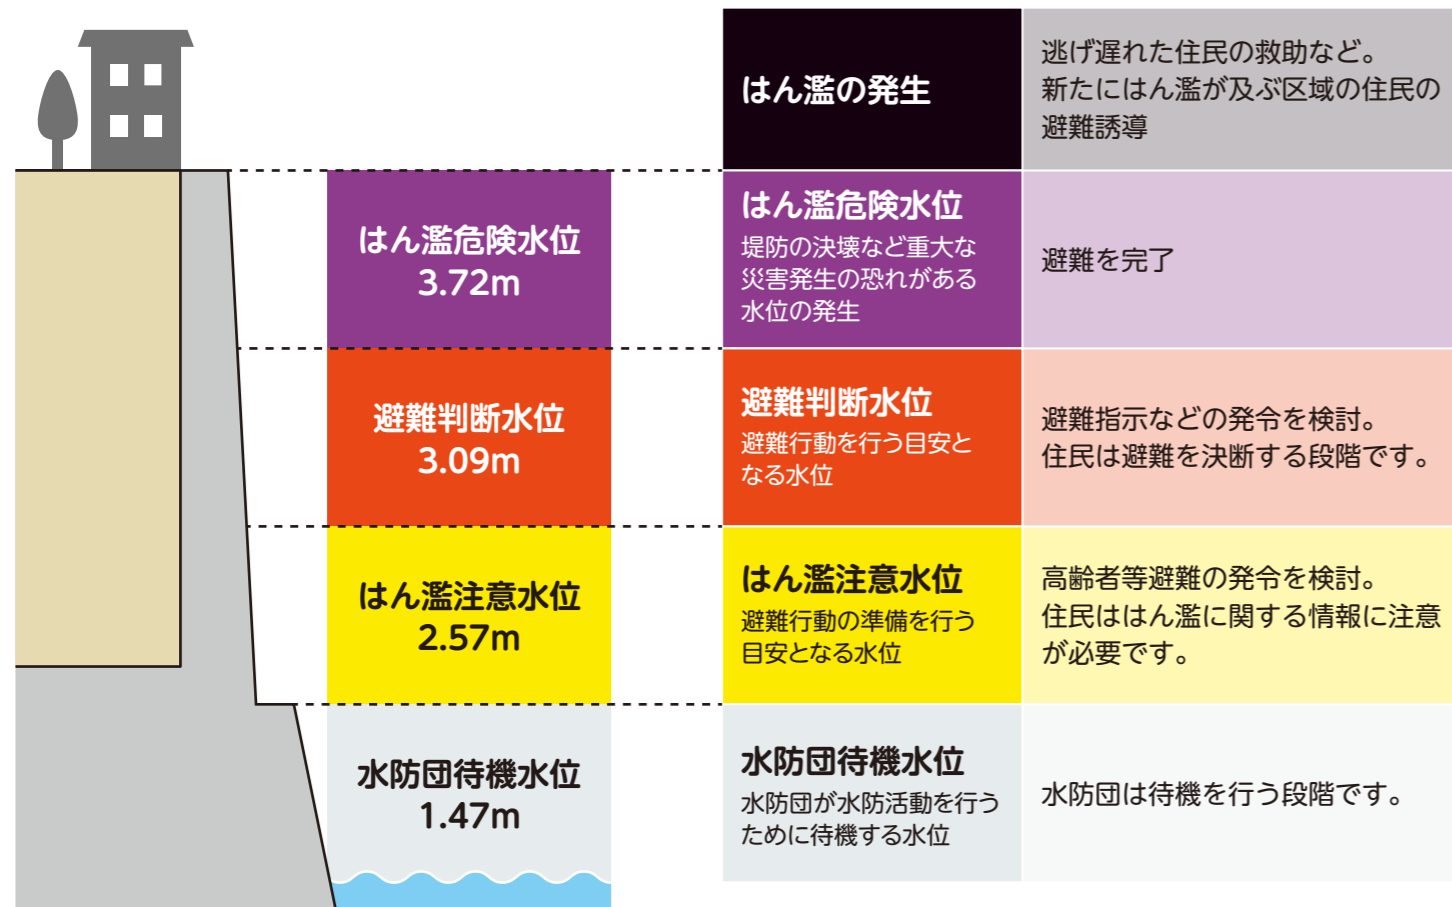 はん濫の発生
逃げ遅れた住民の救助など。
新たにはん濫が及ぶ区域の住民の
避難誘導
はん濫危険水位
3.72m
はん濫危険水位
堤防の決壊など重大な
災害発生の恐れがある
水位の発生
避難を完了
避難判断水位
3.09m
避難判断水位
避難行動を行う目安と
なる水位
避難指示などの発令を検討。
住民は避難を決断する段階です。
はん濫注意水位
2.57m
はん濫注意水位
避難行動の準備を行う
目安となる水位
高齢者等避難の発令を検討。
住民ははん濫に関する情報に注意
が必要です。
水防団待機水位
1.47m
水防団待機水位
水防団が水防活動を行う
ために待機する水位
水防団は待機を行う段階です。